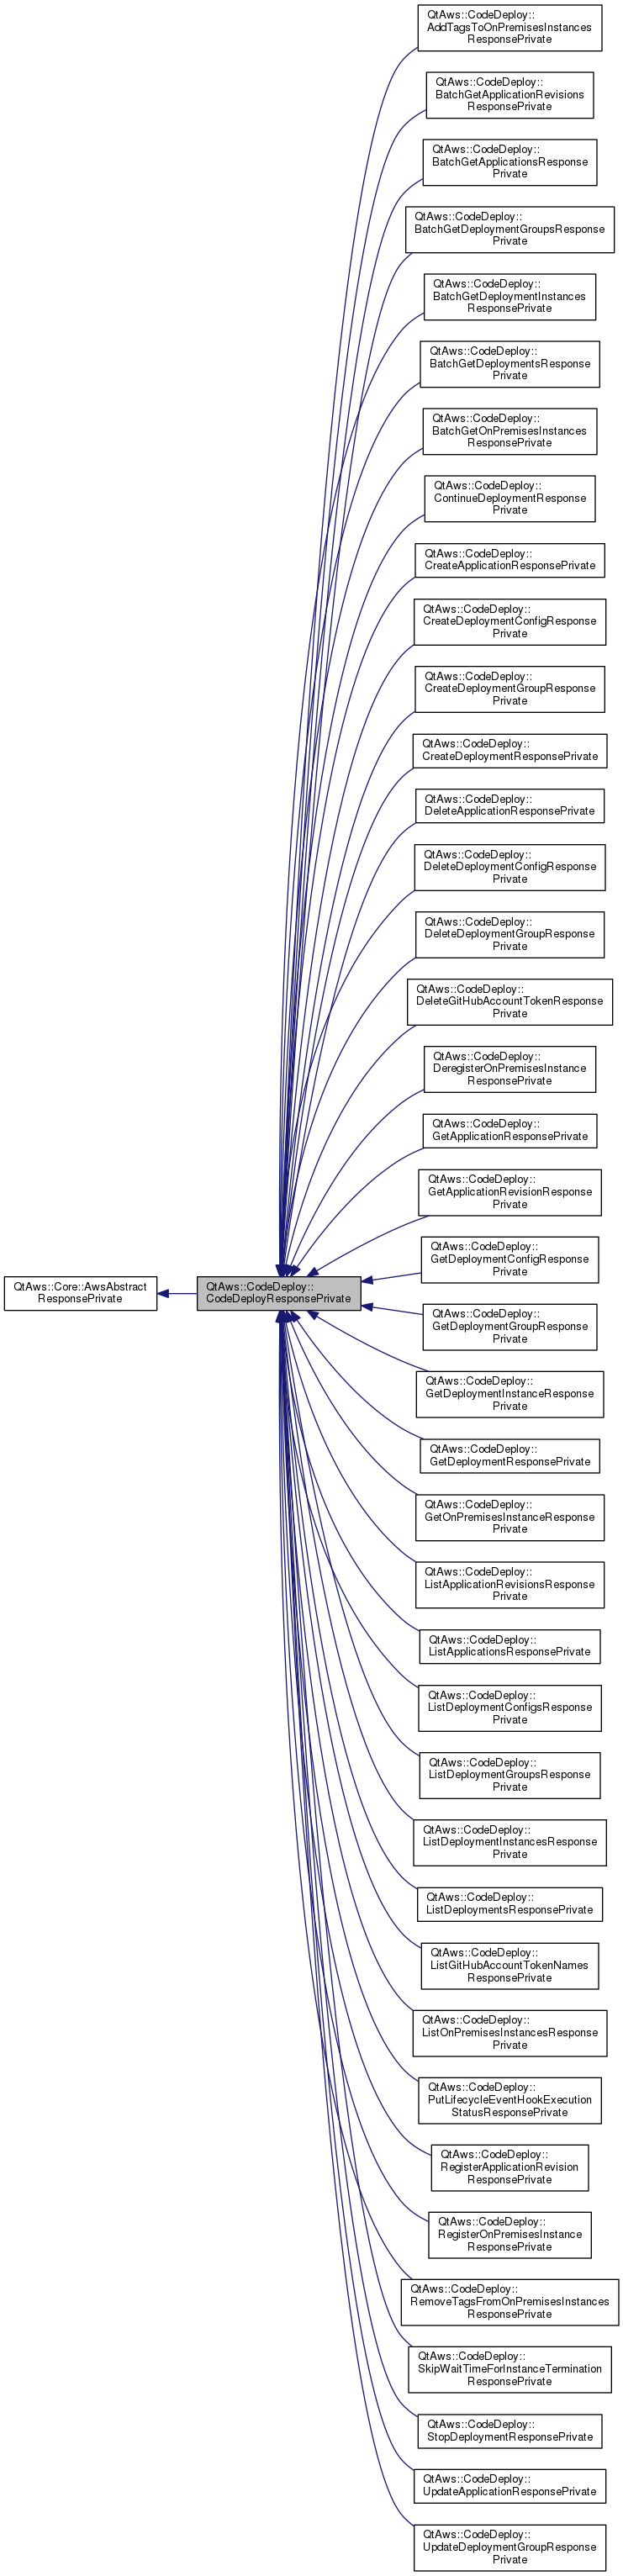 QtAws::CodeDeploy::
AddTagsToOnPremisesInstances
ResponsePrivate
QtAws::CodeDeploy::
BatchGetApplicationRevisions
ResponsePrivate
QtAws::CodeDeploy::
BatchGetApplicationsResponse
Private
QtAws::CodeDeploy::
BatchGetDeploymentGroupsResponse
Private
QtAws::CodeDeploy::
BatchGetDeploymentInstances
ResponsePrivate
QtAws::CodeDeploy::
BatchGetDeploymentsResponse
Private
QtAws::CodeDeploy::
BatchGetOnPremisesInstances
ResponsePrivate
QtAws::CodeDeploy::
ContinueDeploymentResponse
Private
QtAws::CodeDeploy::
CreateApplicationResponsePrivate
QtAws::CodeDeploy::
CreateDeploymentConfigResponse
Private
QtAws::CodeDeploy::
CreateDeploymentGroupResponse
Private
QtAws::CodeDeploy::
CreateDeploymentResponsePrivate
QtAws::CodeDeploy::
DeleteApplicationResponsePrivate
QtAws::CodeDeploy::
DeleteDeploymentConfigResponse
Private
QtAws::CodeDeploy::
DeleteDeploymentGroupResponse
Private
QtAws::CodeDeploy::
DeleteGitHubAccountTokenResponse
Private
QtAws::CodeDeploy::
DeregisterOnPremisesInstance
ResponsePrivate
QtAws::CodeDeploy::
GetApplicationResponsePrivate
QtAws::CodeDeploy::
GetApplicationRevisionResponse
Private
QtAws::Core::AwsAbstract
ResponsePrivate
QtAws::CodeDeploy::
CodeDeployResponsePrivate
QtAws::CodeDeploy::
GetDeploymentConfigResponse
Private
QtAws::CodeDeploy::
GetDeploymentGroupResponse
Private
QtAws::CodeDeploy::
GetDeploymentInstanceResponse
Private
QtAws::CodeDeploy::
GetDeploymentResponsePrivate
QtAws::CodeDeploy::
GetOnPremisesInstanceResponse
Private
QtAws::CodeDeploy::
ListApplicationRevisionsResponse
Private
QtAws::CodeDeploy::
ListApplicationsResponsePrivate
QtAws::CodeDeploy::
ListDeploymentConfigsResponse
Private
QtAws::CodeDeploy::
ListDeploymentGroupsResponse
Private
QtAws::CodeDeploy::
ListDeploymentInstancesResponse
Private
QtAws::CodeDeploy::
ListDeploymentsResponsePrivate
QtAws::CodeDeploy::
ListGitHubAccountTokenNames
ResponsePrivate
QtAws::CodeDeploy::
ListOnPremisesInstancesResponse
Private
QtAws::CodeDeploy::
PutLifecycleEventHookExecution
StatusResponsePrivate
QtAws::CodeDeploy::
RegisterApplicationRevision
ResponsePrivate
QtAws::CodeDeploy::
RegisterOnPremisesInstance
ResponsePrivate
QtAws::CodeDeploy::
RemoveTagsFromOnPremisesInstances
ResponsePrivate
QtAws::CodeDeploy::
SkipWaitTimeForInstanceTermination
ResponsePrivate
QtAws::CodeDeploy::
StopDeploymentResponsePrivate
QtAws::CodeDeploy::
UpdateApplicationResponsePrivate
QtAws::CodeDeploy::
UpdateDeploymentGroupResponse
Private